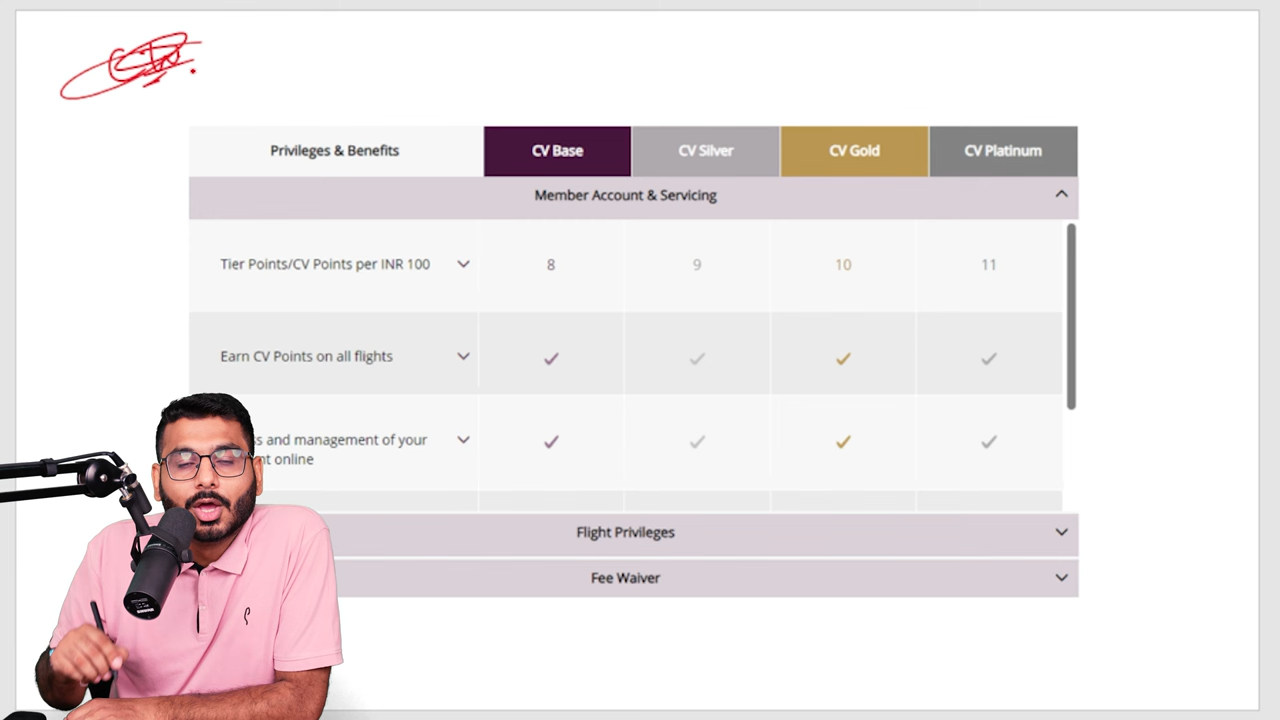 Privileges & Benefits CV Base CV Silver CV Gold CV Platinum
Member Account & Servicing
Tier Points/CV Points per INR 100 8 9 10 11
Earn CV Points on all flights
and management of your
online
Flight Privileges
Fee Waiver